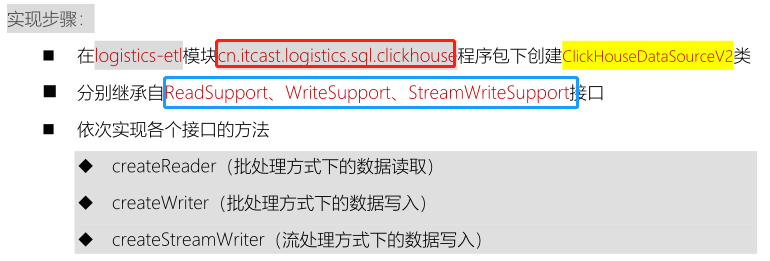 实现步骤：
■ 在logistics-etl模块cn.itcast.logistics.sql.clickhouse程序包下创建ClickHouseDataSourceV2类
■ 分别继承自ReadSupport、WriteSupport、StreamWriteSupport接口
■ 依次实现各个接口的方法
◆ createReader（批处理方式下的数据读取）
◆ createWriter（批处理方式下的数据写入）
◆ createStreamWriter（流处理方式下的数据写入）